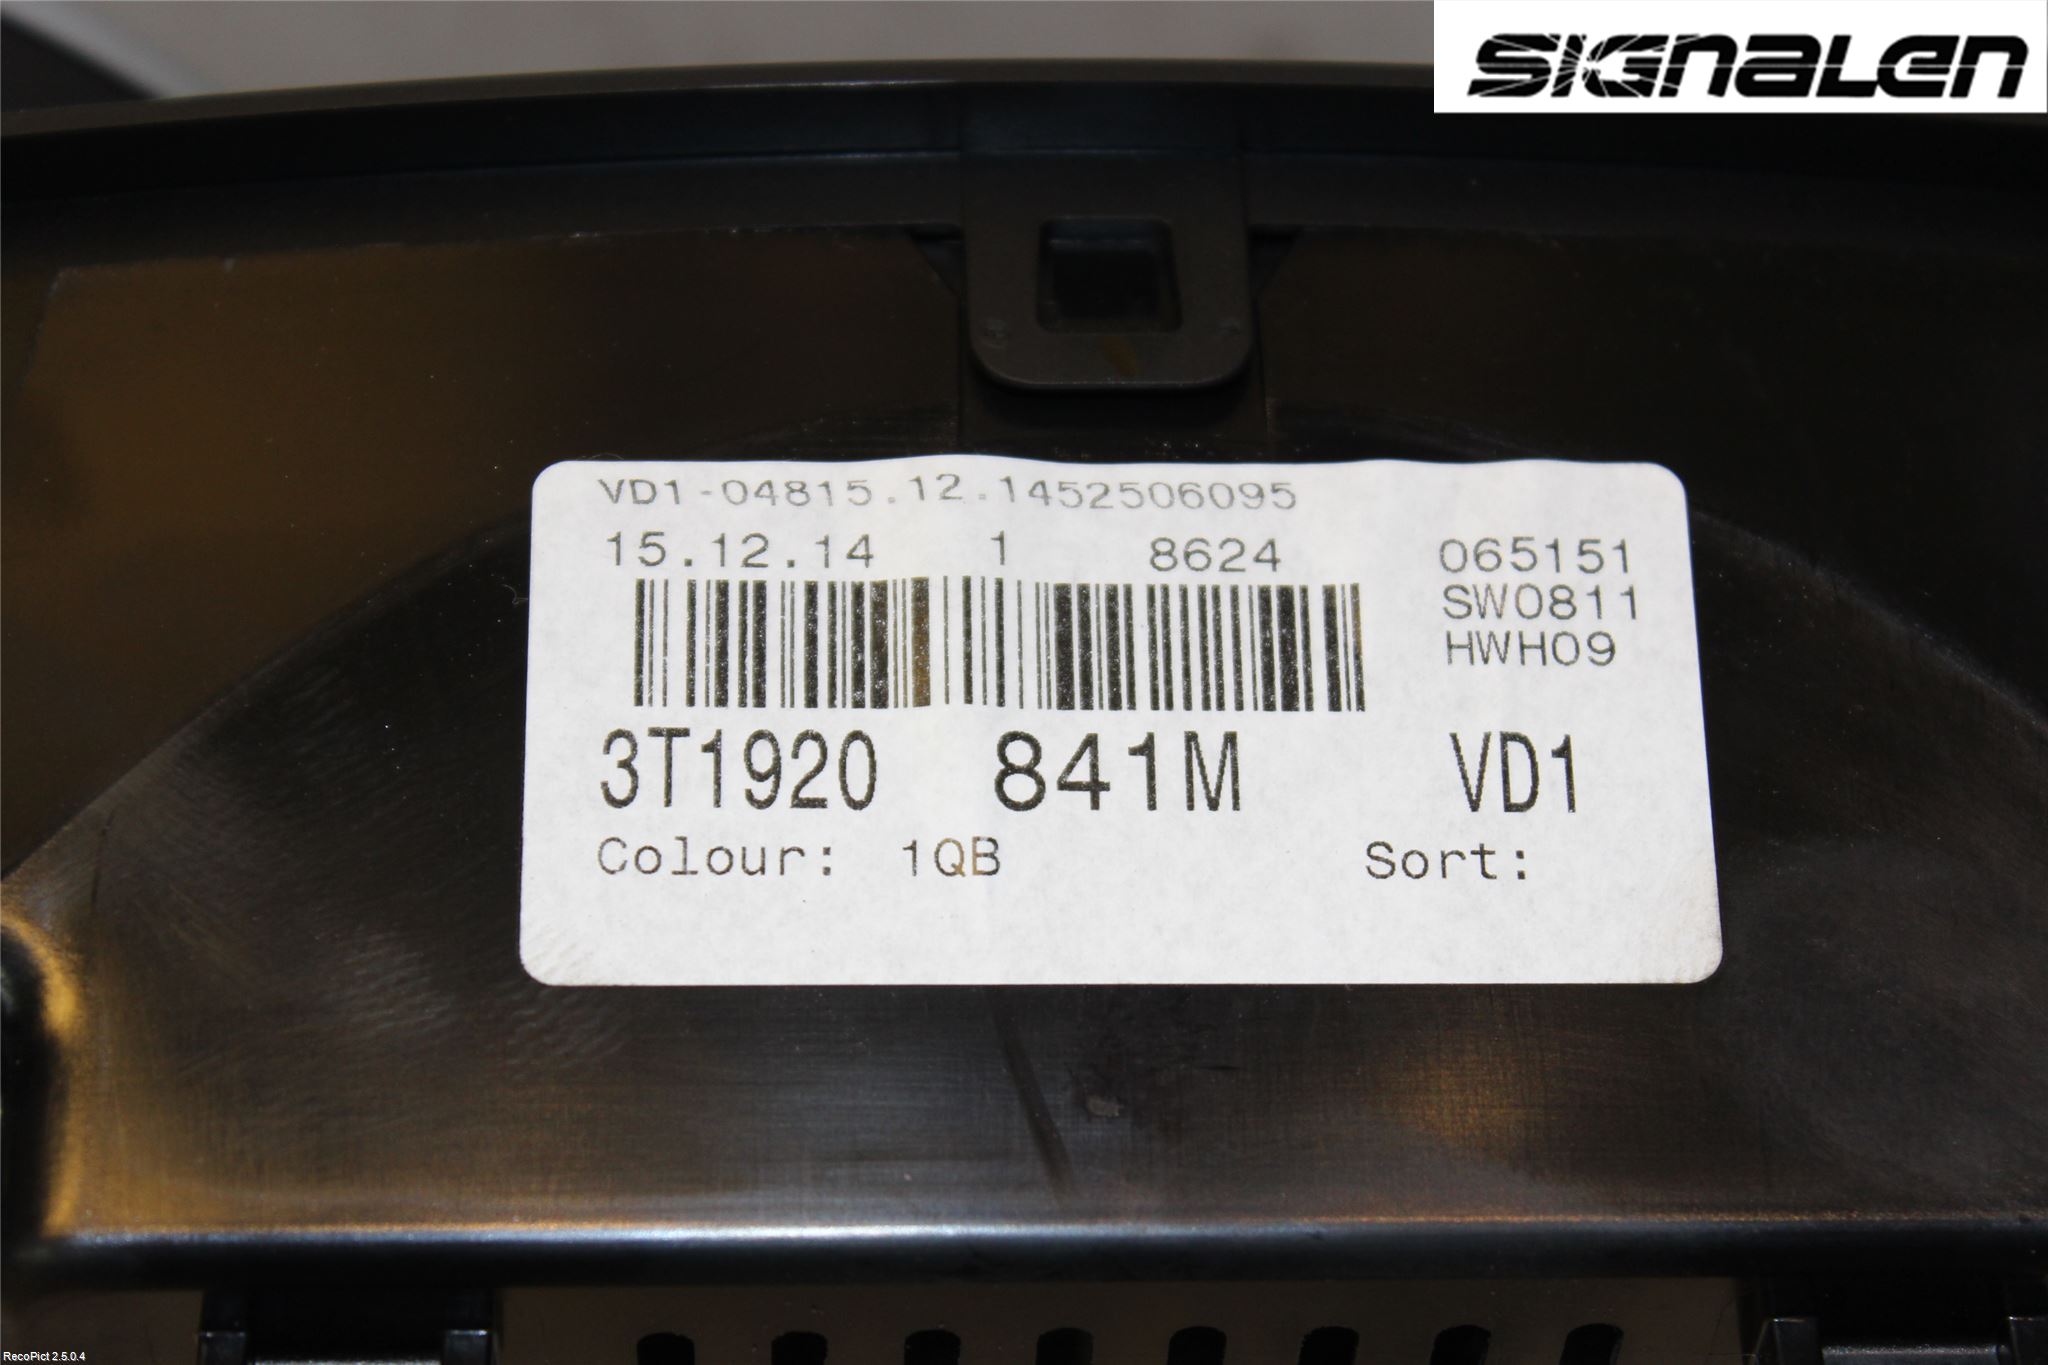 SIGNALEN
VD1-04815.12.1452506095
15.12.14 1 8624 065151
SW0811
HWH09
3T1920 841M VD1
Colour: 1QB Sort:
RecoPict 2.5.0.4